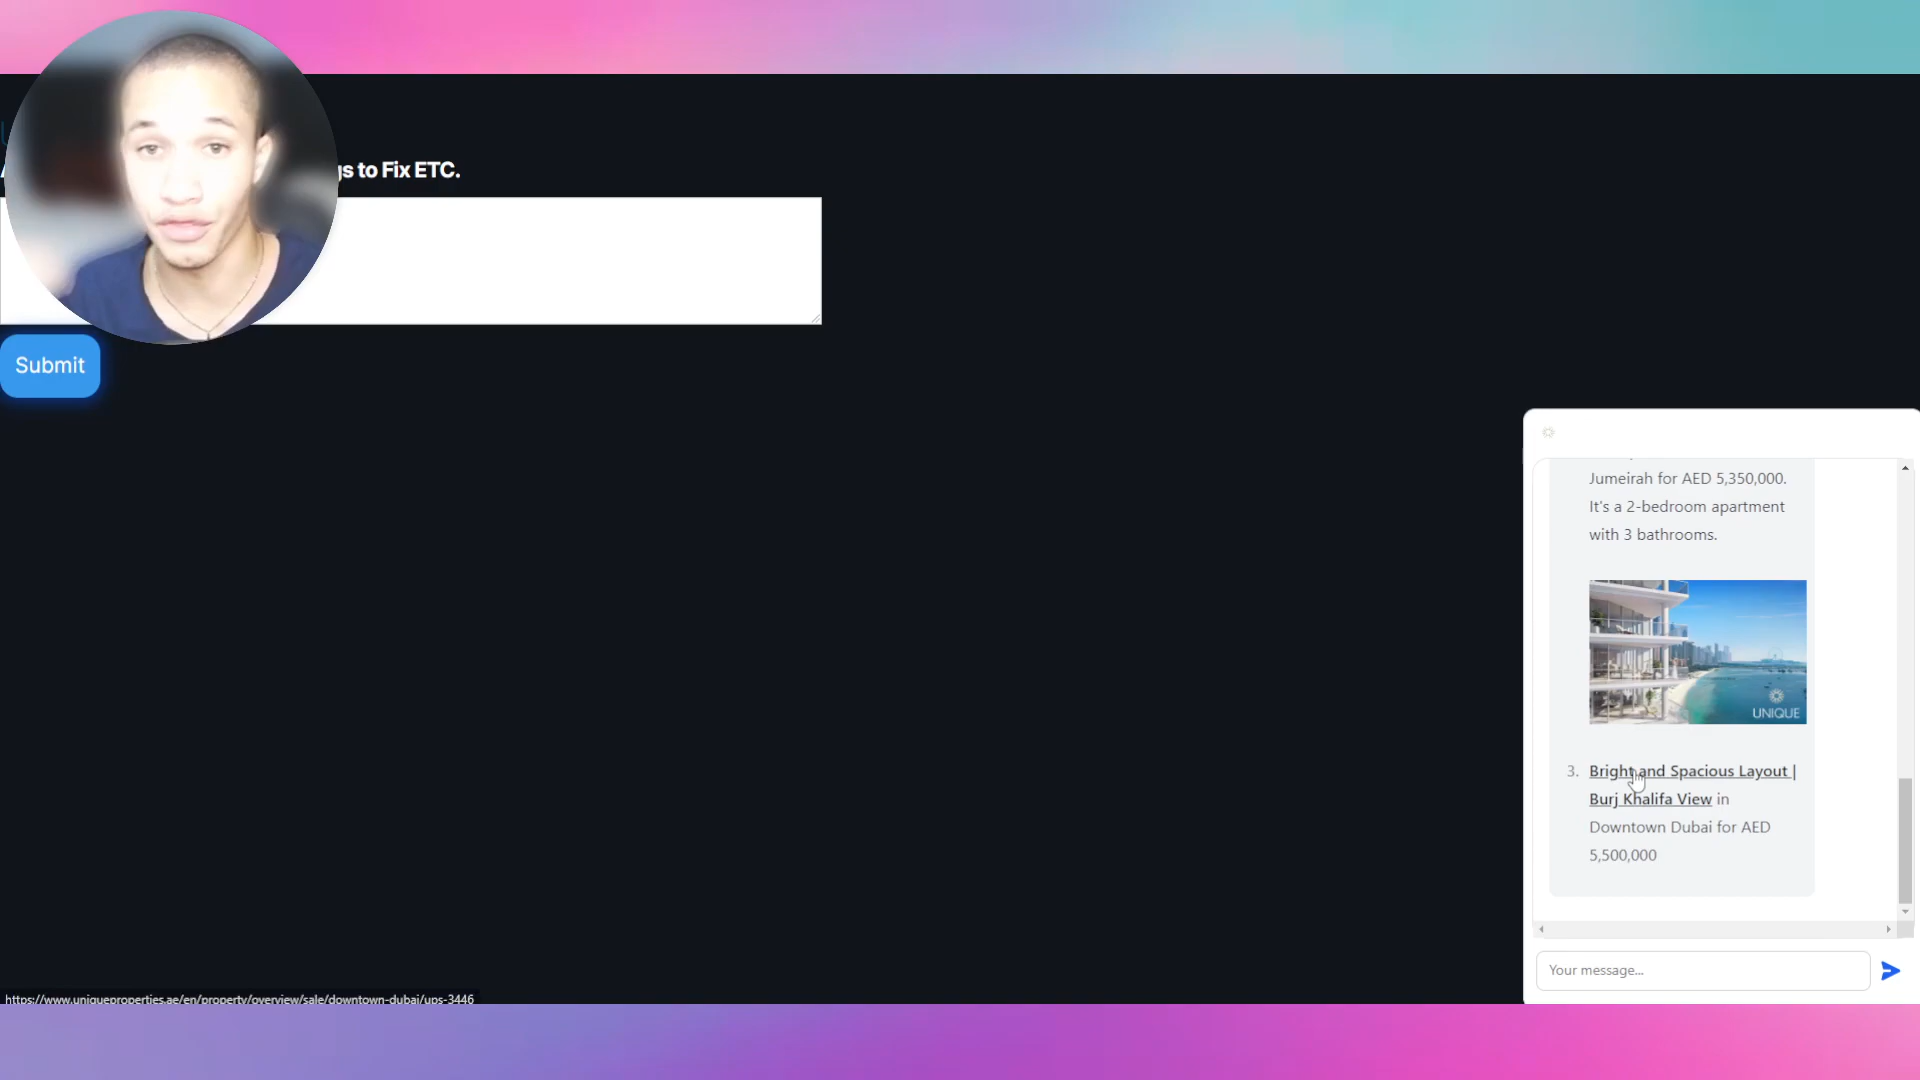 gs to Fix ETC.
Submit
Jumeirah for AED 5,350,000.
It's a 2-bedroom apartment
with 3 bathrooms.
UNIQUE
3. Bright and Spacious Layout |
Burj Khalifa View in
Downtown Dubai for AED
5,500,000
Your message...
https://www.uniqueproperties.ae/en/property/overview/sale/downtown-dubai/ups-3446